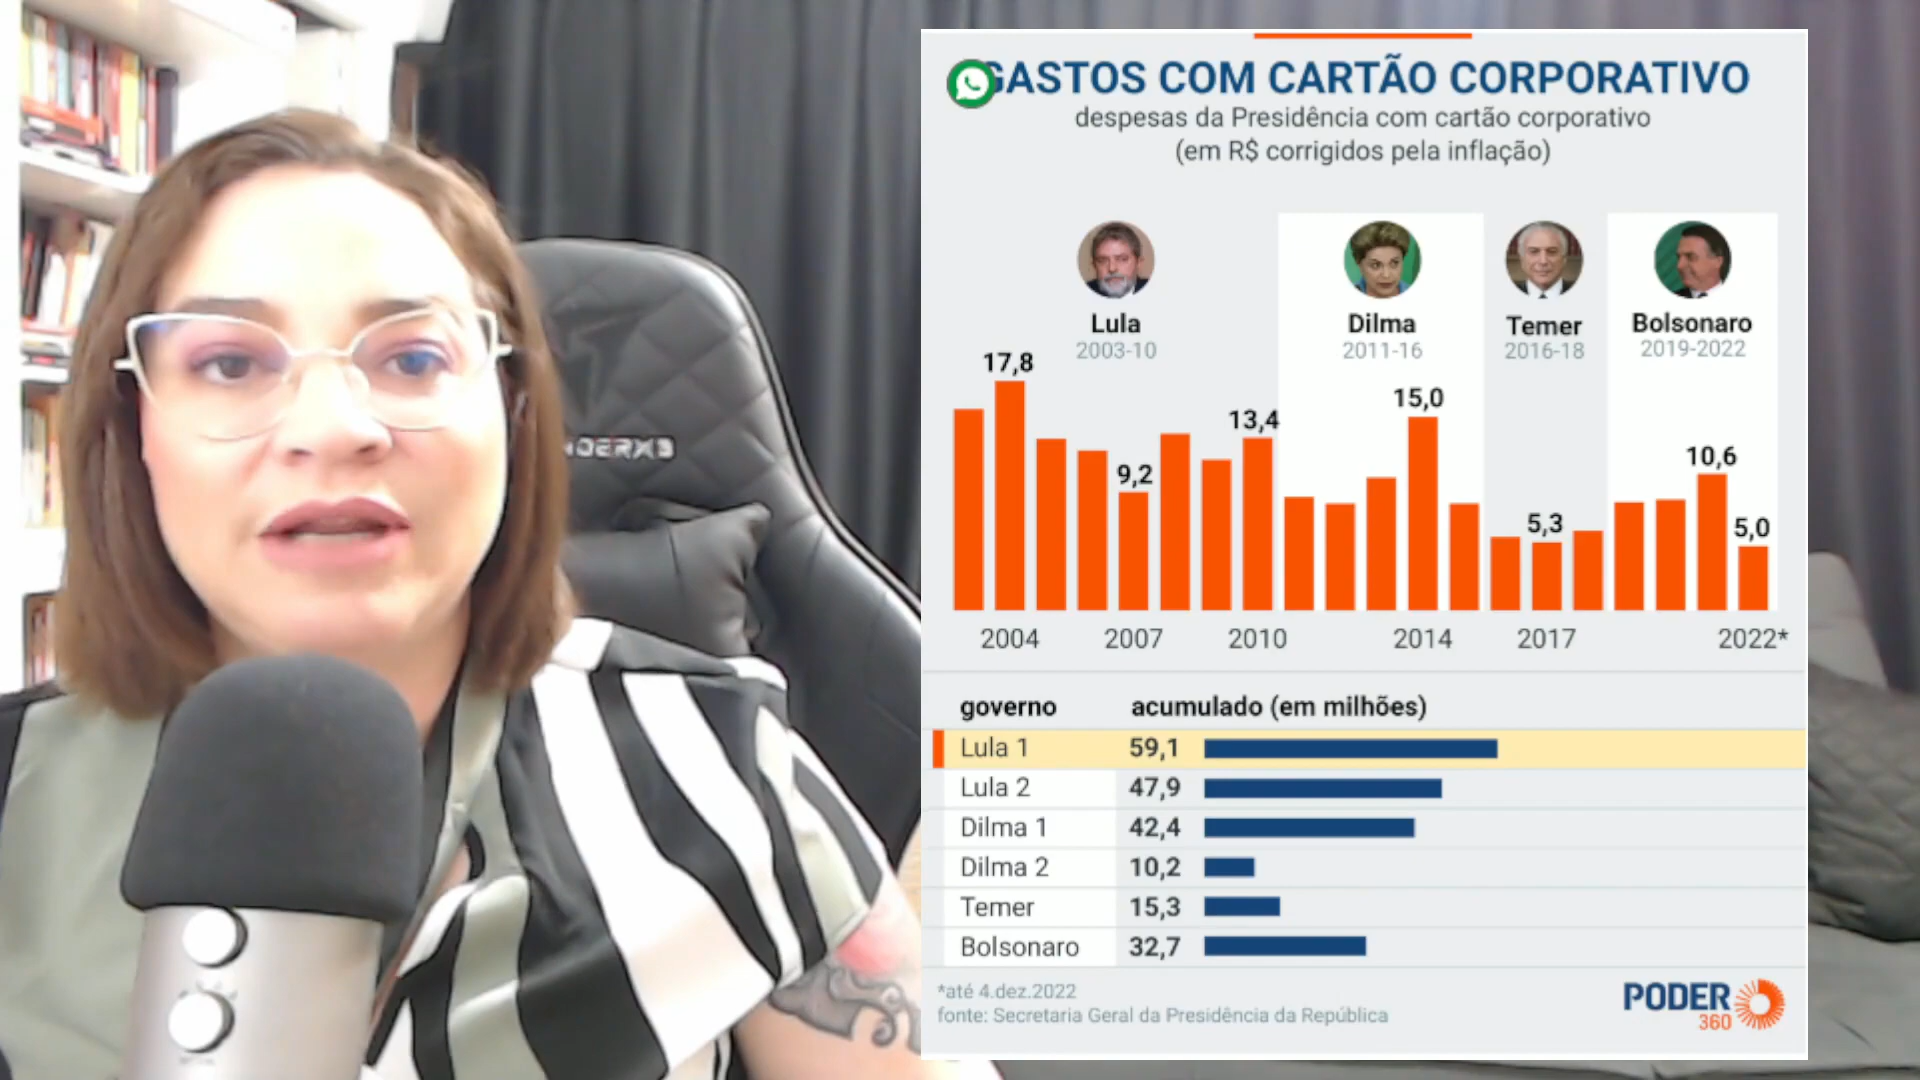 GASTOS COM CARTÃO CORPORATIVO
despesas da Presidência com cartão corporativo
(em R$ corrigidos pela inflação)
Lula
2003-10
Dilma
2011-16
Temer
2016-18
Bolsonaro
2019-2022
17,8
9,2
13,4
15,0
5,3
10,6
5,0
2004
2007
2010
2014
2017
2022*
governo acumulado (em milhões)
Lula 1 59,1
Lula 2 47,9
Dilma 1 42,4
Dilma 2 10,2
Temer 15,3
Bolsonaro 32,7
*até 4.dez.2022
fonte: Secretaria Geral da Presidência da República
PODER
360